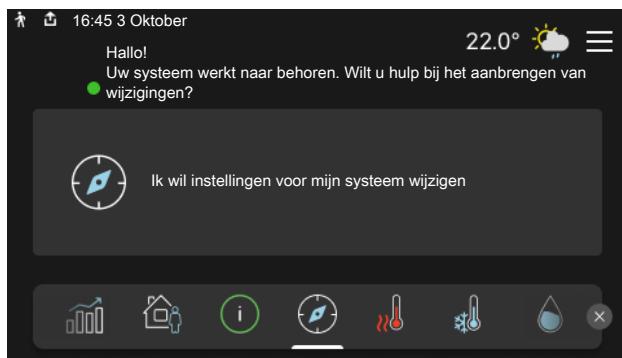 16:45 3 Oktober
22.0°
Hallo!
Uw systeem werkt naar behoren. Wilt u hulp bij het aanbrengen van
wijzigingen?
Ik wil instellingen voor mijn systeem wijzigen
i